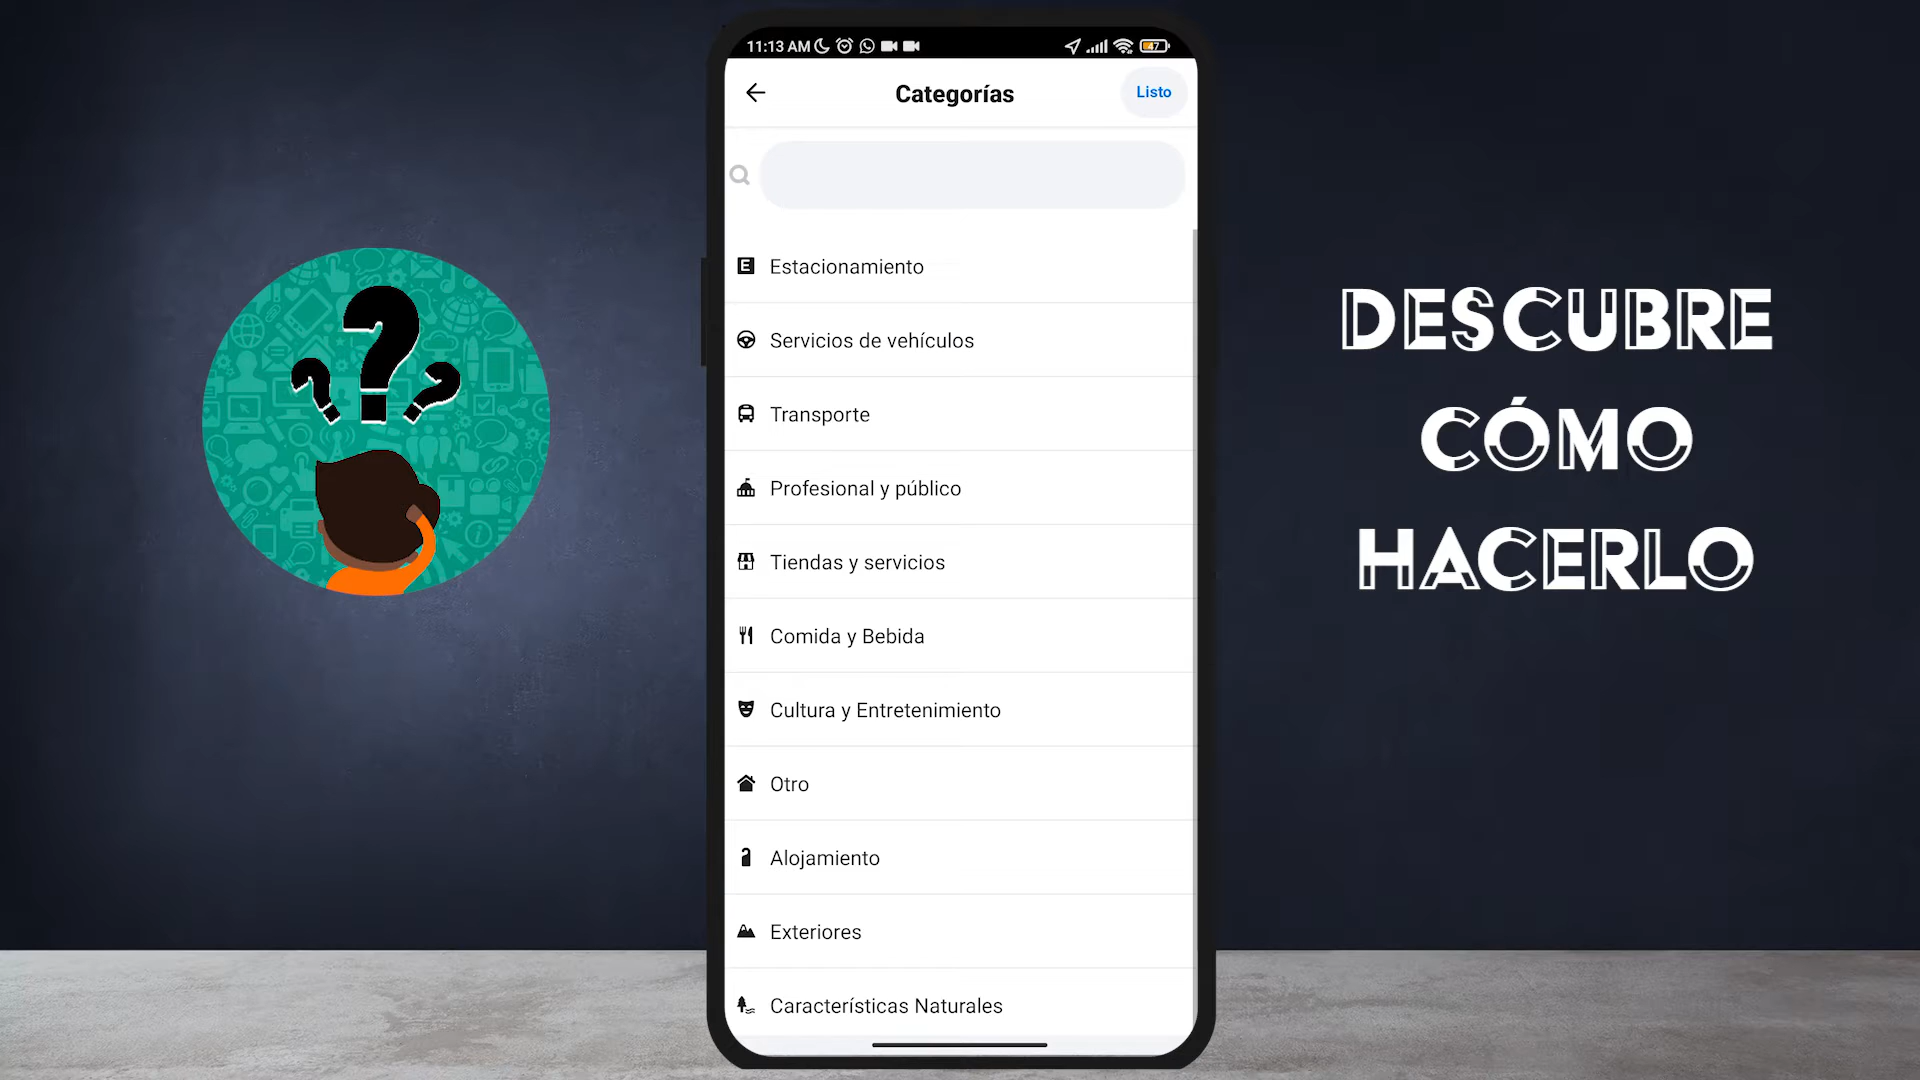 11:13 AM
47
Categorías
Listo
Estacionamiento
Servicios de vehículos
Transporte
Profesional y público
Tiendas y servicios
Comida y Bebida
Cultura y Entretenimiento
Otro
Alojamiento
Exteriores
Características Naturales
???
DESCUBRE
CÓMO
HACERLO